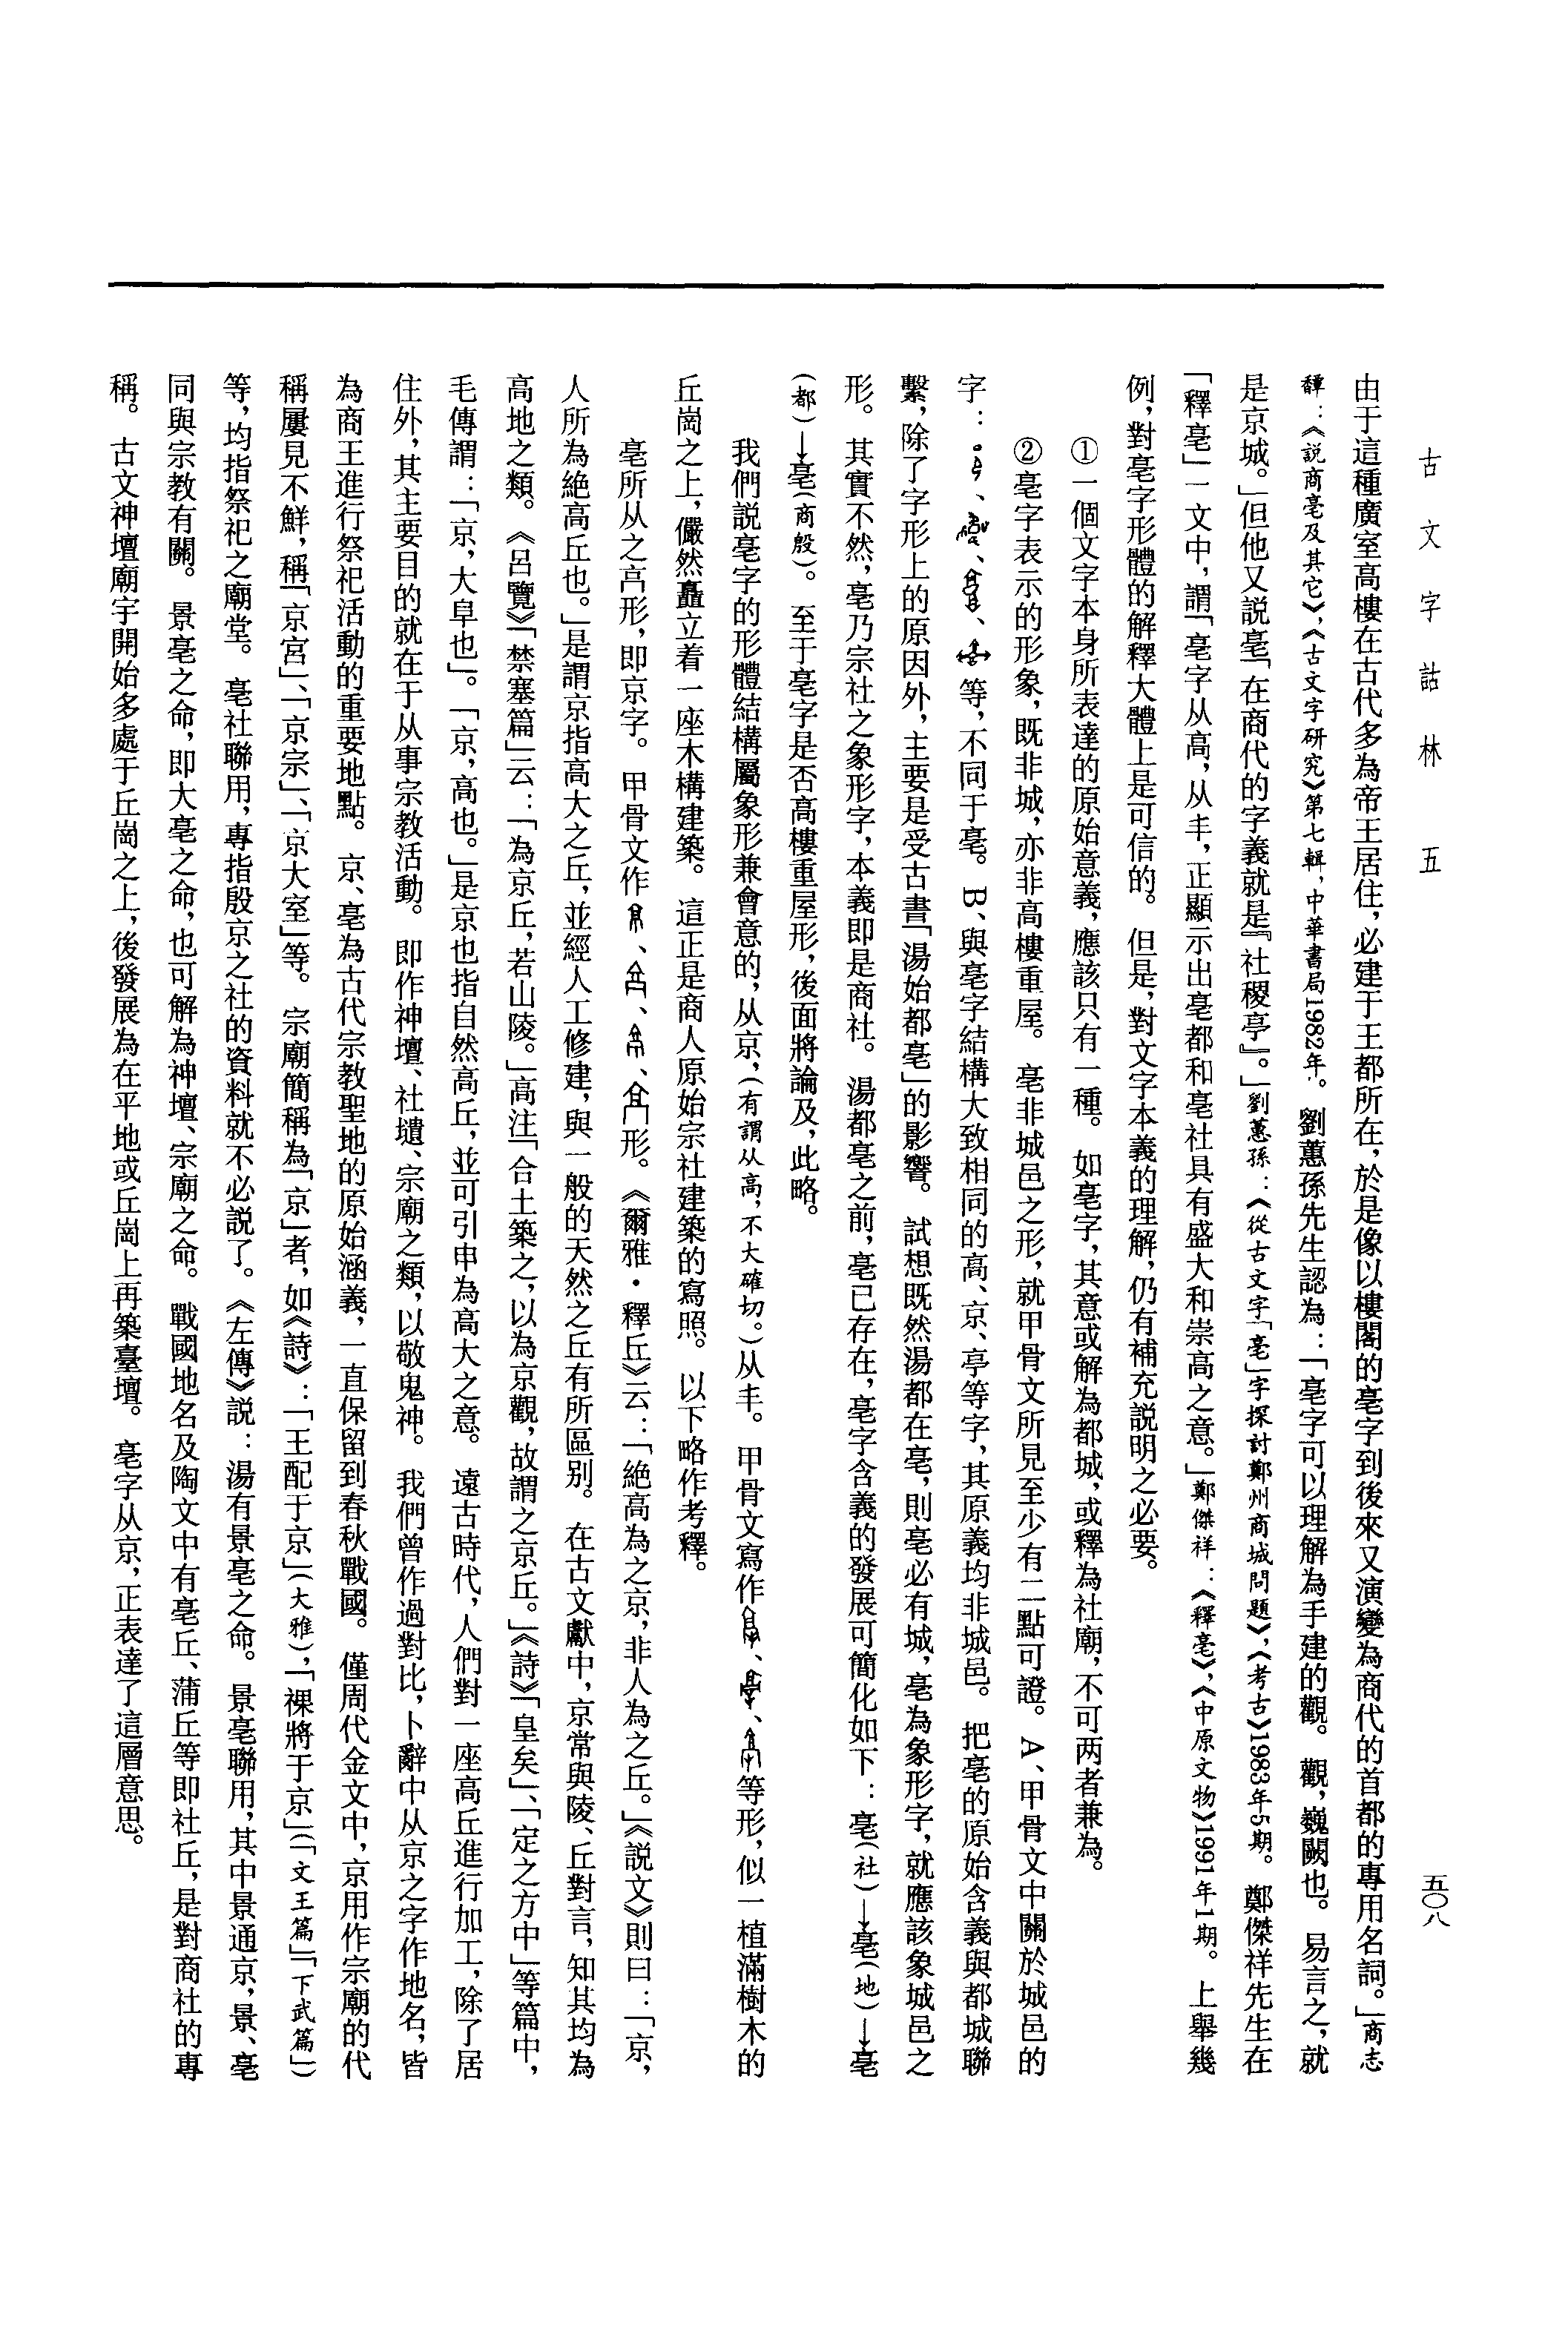 古文字詁林 五
五〇八
由于這種廣室高樓在古代多為帝王居住，必建于王都所在，於是像以樓閣的亳字到後來又演變為商代的首都的專用名詞。」商志
𩡝：《説商亳及其它》，《古文字研究》第七輯，中華書局1982年。 劉蕙孫先生認為：「亳字可以理解為手建的觀。 觀，巍闕也。 易言之，就
是京城。」但他又説亳「在商代的字義就是『社稷亭』。」劉蕙孫：《從古文字「亳」字探討鄭州商城問題》，《考古》1983年5期。 鄭傑祥先生在
「釋亳」一文中，謂「亳字从高，从丰，正顯示出亳都和亳社具有盛大和崇高之意。」鄭傑祥：《釋亳》，《中原文物》1991年1期。 上舉幾
例，對亳字形體的解釋大體上是可信的。 但是，對文字本義的理解，仍有補充説明之必要。
①一個文字本身所表達的原始意義，應該只有一種。 如亳字，其意或解為都城，或釋為社廟，不可两者兼為。
②亳字表示的形象，既非城，亦非高樓重屋。 亳非城邑之形，就甲骨文所見至少有二點可證。 A、甲骨文中關於城邑的
字：、、、等，不同于亳。 B、與亳字結構大致相同的高、京、亭等字，其原義均非城邑。 把亳的原始含義與都城聯
繫，除了字形上的原因外，主要是受古書「湯始都亳」的影響。 試想既然湯都在亳，則亳必有城，亳為象形字，就應該象城邑之
形。 其實不然，亳乃宗社之象形字，本義即是商社。 湯都亳之前，亳已存在，亳字含義的發展可簡化如下：亳（社）→亳（地）→亳
（都）→亳（商殷）。 至于亳字是否高樓重屋形，後面將論及，此略。
我們説亳字的形體結構屬象形兼會意的，从京，（有謂从高，不大確切。）从丰。 甲骨文寫作、、等形，似一植滿樹木的
丘崗之上，儼然矗立着一座木構建築。 這正是商人原始宗社建築的寫照。 以下略作考釋。
亳所从之㐭形，即京字。 甲骨文作、、、形。 《爾雅·釋丘》云：「絶高為之京，非人為之丘。」《説文》則曰：「京，
人所為絶高丘也。」是謂京指高大之丘，並經人工修建，與一般的天然之丘有所區别。 在古文獻中，京常與陵、丘對言，知其均為
高地之類。 《呂覽》「禁塞篇」云：「為京丘，若山陵。」高注「合土築之，以為京觀，故謂之京丘。」《詩》「皇矣」、「定之方中」等篇中，
毛傳謂：「京，大阜也」。 「京，高也。」是京也指自然高丘，並可引申為高大之意。 遠古時代，人們對一座高丘進行加工，除了居
住外，其主要目的就在于从事宗教活動。 即作神壇、社壝、宗廟之類，以敬鬼神。 我們曾作過對比，卜辭中从京之字作地名，皆
為商王進行祭祀活動的重要地點。 京、亳為古代宗教聖地的原始涵義，一直保留到春秋戰國。 僅周代金文中，京用作宗廟的代
稱屢見不鮮，稱「京宮」、「京宗」、「京大室」等。 宗廟簡稱為「京」者，如《詩》：「王配于京」（大雅），「裸將于京」（「文王篇」「下武篇」）
等，均指祭祀之廟堂。 亳社聯用，專指殷京之社的資料就不必説了。 《左傳》説：湯有景亳之命。 景亳聯用，其中景通京，景、亳
同與宗教有關。 景亳之命，即大亳之命，也可解為神壇、宗廟之命。 戰國地名及陶文中有亳丘、蒲丘等即社丘，是對商社的專
稱。 古文神壇廟宇開始多處于丘崗之上，後發展為在平地或丘崗上再築臺壇。 亳字从京，正表達了這層意思。